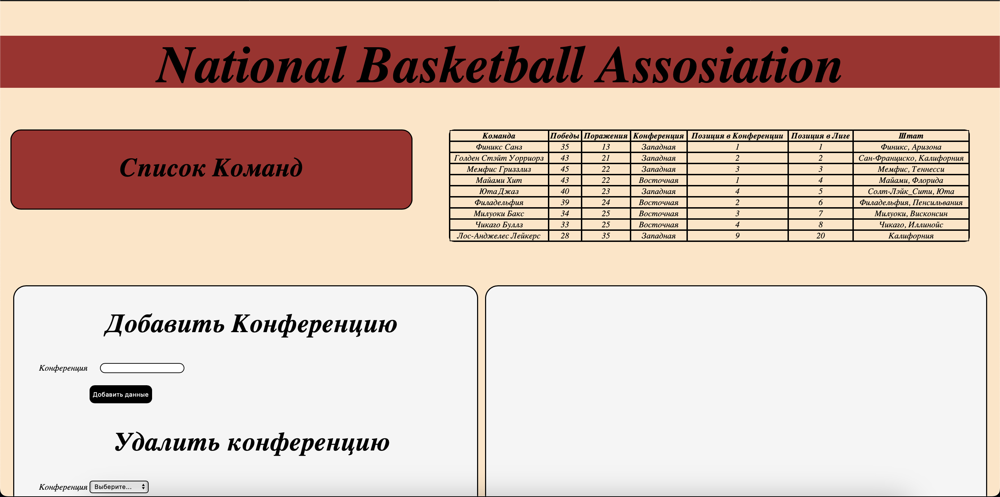 National Basketball Assosiation
Список Команд
Команда Победы Поражения Конференция Позиция в Конференции Позиция в Лиге Штат
Финикс Санз 35 13 Западная 1 1 Финикс, Аризона
Голден Стэйт Уорриорз 43 21 Западная 2 2 Сан-Франциско, Калифорния
Мемфис Гриззлиз 45 22 Западная 3 3 Мемфис, Теннесси
Майами Хит 43 22 Восточная 1 4 Майами, Флорида
Юта Джаз 40 23 Западная 4 5 Солт-Лэйк_Сити, Юта
Филадельфия 39 24 Восточная 2 6 Филадельфия, Пенсильвания
Милуоки Бакс 34 25 Восточная 3 7 Милуоки, Висконсин
Чикаго Буллз 33 25 Восточная 4 8 Чикаго, Иллинойс
Лос-Анджелес Лейкерс 28 35 Западная 9 20 Калифорния
Добавить Конференцию
Конференция
Добавить данные
Удалить конференцию
Конференция Выберите...